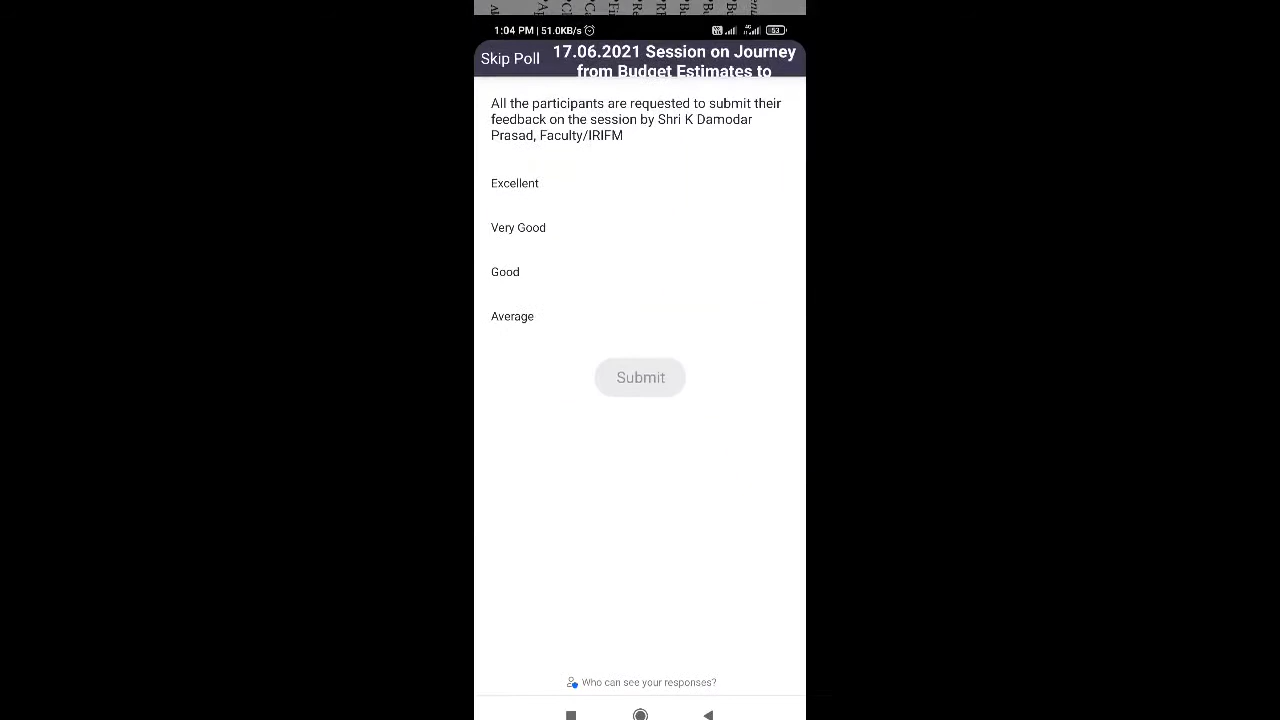 1:04 PM | 51.0KB/s
53
Skip Poll
17.06.2021 Session on Journey
from Budget Estimates to
All the participants are requested to submit their
feedback on the session by Shri K Damodar
Prasad, Faculty/IRIFM
Excellent
Very Good
Good
Average
Submit
Who can see your responses?